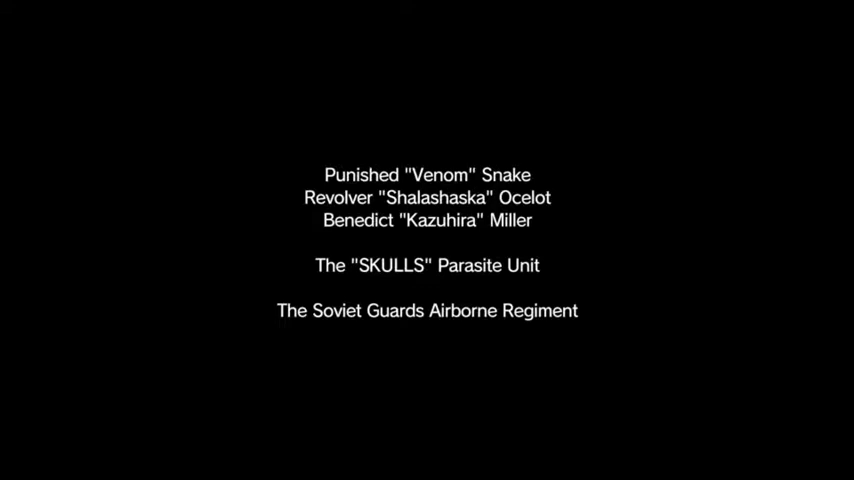 Punished "Venom" Snake
Revolver "Shalashaska" Ocelot
Benedict "Kazuhira" Miller
The "SKULLS" Parasite Unit
The Soviet Guards Airborne Regiment